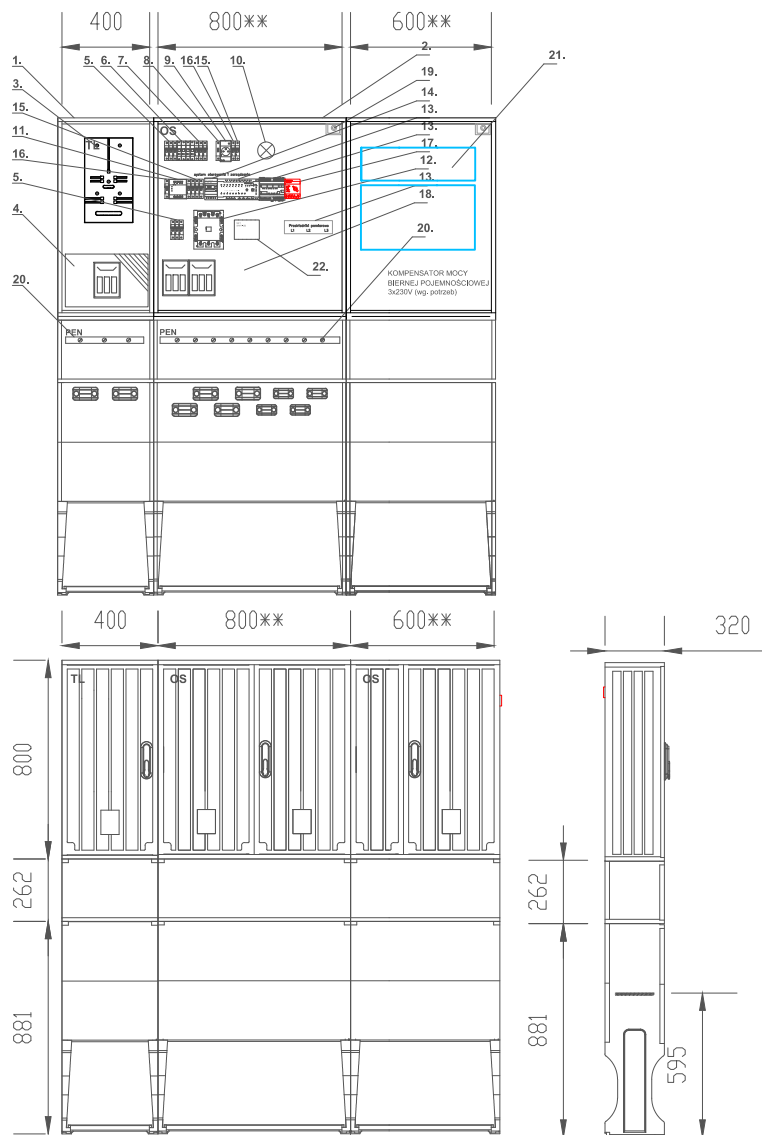 400 800** 600**
1. 5. 6. 7. 8. 9. 16. 15. 10. 2. 21.
3. 19.
15. 14.
11. 13.
16. 13.
5. 17.
4. 12.
13.
18.
20.
22.
20.
TL OS
system sterowania i zarządzania
Przekładniki prądowe
L1 L2 L3
KOMPENSATOR MOCY
BIERNEJ POJEMNOŚCIOWEJ
3x230V (wg. potrzeb)
PEN PEN
400 800** 600** 320
TL OS OS
800
262 262
881 881 595